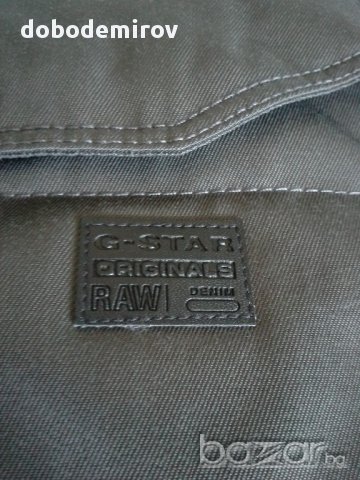 dobodemirov
G-STAR
ORIGINALS
RAW DENIM
bazar.bg